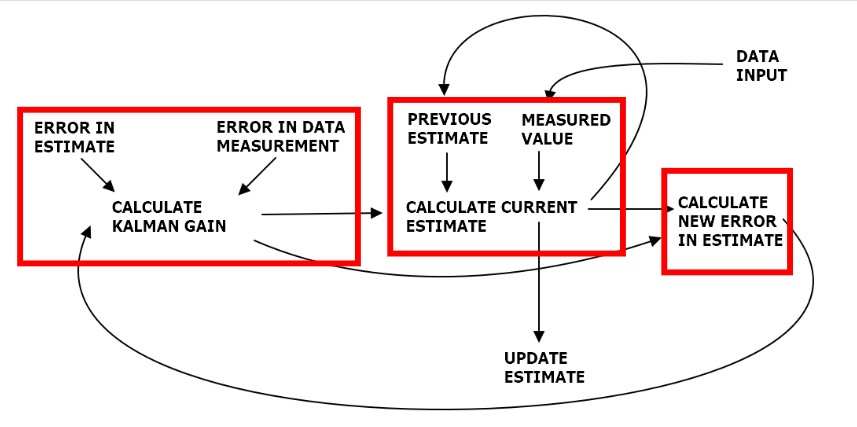 DATA
INPUT
ERROR IN
ESTIMATE
ERROR IN DATA
MEASUREMENT
CALCULATE
KALMAN GAIN
PREVIOUS
ESTIMATE
MEASURED
VALUE
CALCULATE CURRENT
ESTIMATE
CALCULATE
NEW ERROR
IN ESTIMATE
UPDATE
ESTIMATE